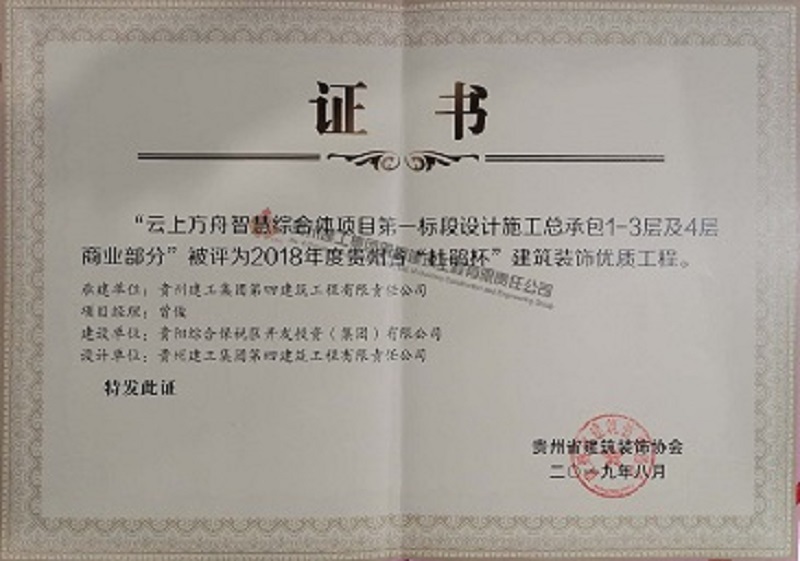 证 书
“云上方舟智慧综合体项目第一标段设计施工总承包1-3层及4层
商业部分”被评为2018年度贵州省“杜鹃杯”建筑装饰优质工程。
承建单位：贵州建工集团第四建筑工程有限责任公司
项目经理：曾俊
建设单位：贵阳综合保税区开发投资（集团）有限公司
设计单位：贵州建工集团第四建筑工程有限责任公司
特发此证
贵州省建筑装饰协会
二〇一九年八月